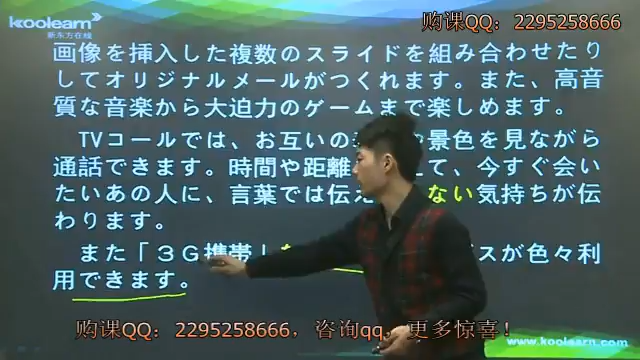 koolearn
新东方在线
购课QQ：2295258666
画像を挿入した複数のスライドを組み合わせたり
してオリジナルメールがつくれます。また、高音
質な音楽から大迫力のゲームまで楽しめます。
TVコールでは、お互いの 景色を見ながら
通話できます。時間や距離 て、今すぐ会い
たいあの人に、言葉では伝え ない気持ちが伝
わります。
また「３Ｇ携帯」な スが色々利
用できます。
购课QQ：2295258666，咨询qq，更多惊喜！
www.koolearn.com